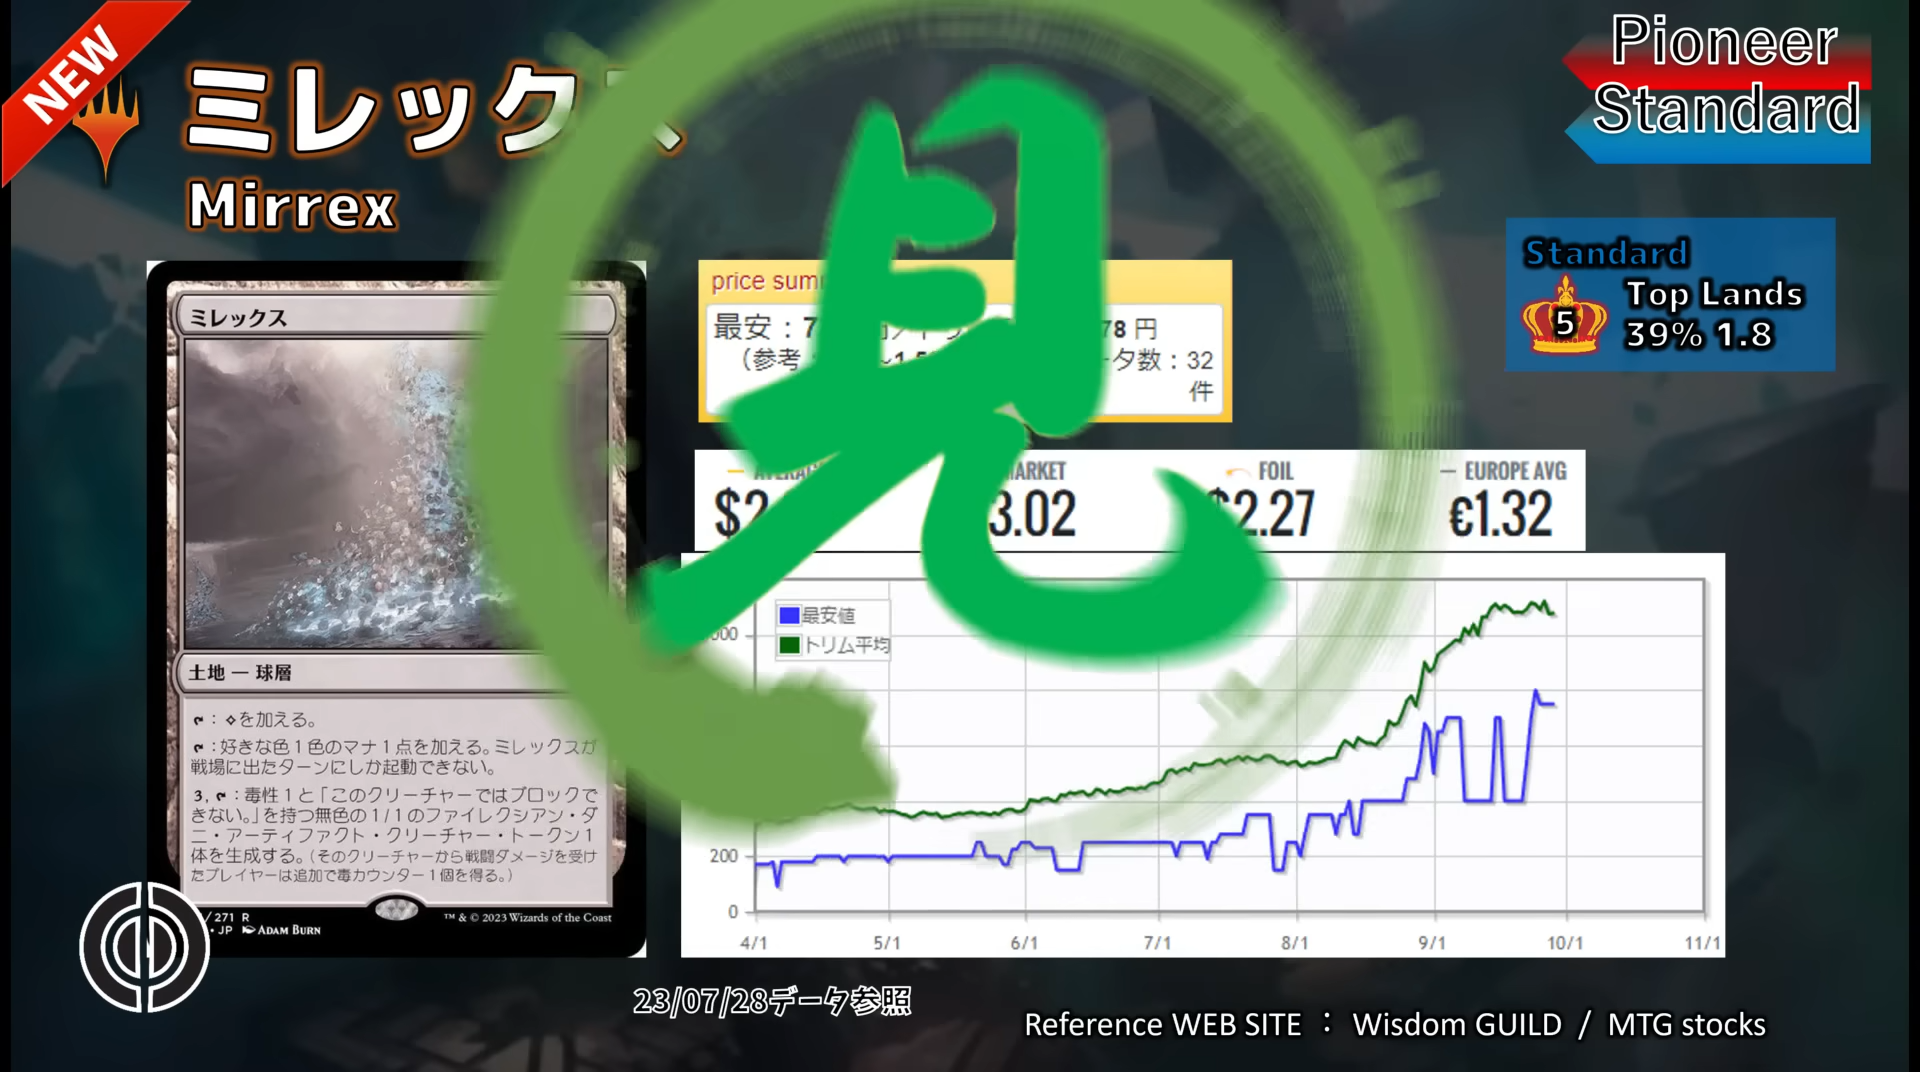 NEW
ミレックス
Mirrex
Pioneer
Standard
Standard
5
Top Lands
39% 1.8
見
ミレックス
土地 — 球層
:◇を加える。
:好きな色1色のマナ1点を加える。ミレックスが
戦場に出たターンにしか起動できない。
3, :毒性1と「このクリーチャーではブロックで
きない。」を持つ無色の1/1のファイレクシアン・ダ
ニ・アーティファクト・クリーチャー・トークン1
体を生成する。(そのクリーチャーから戦闘ダメージを受け
たプレイヤーは追加で毒カウンター1個を得る。)
/271 R
• JP ADAM BURN
™ & © 2023 Wizards of the Coast
price
最安:7 78 円
(参考 タ数:32
件
FOIL
EUROPE AVG
$2 3.02 2.27 €1.32
最安値
トリム平均
200
0
4/1 5/1 6/1 7/1 8/1 9/1 10/1 11/1
23/07/28データ参照
Reference WEB SITE : Wisdom GUILD / MTG stocks